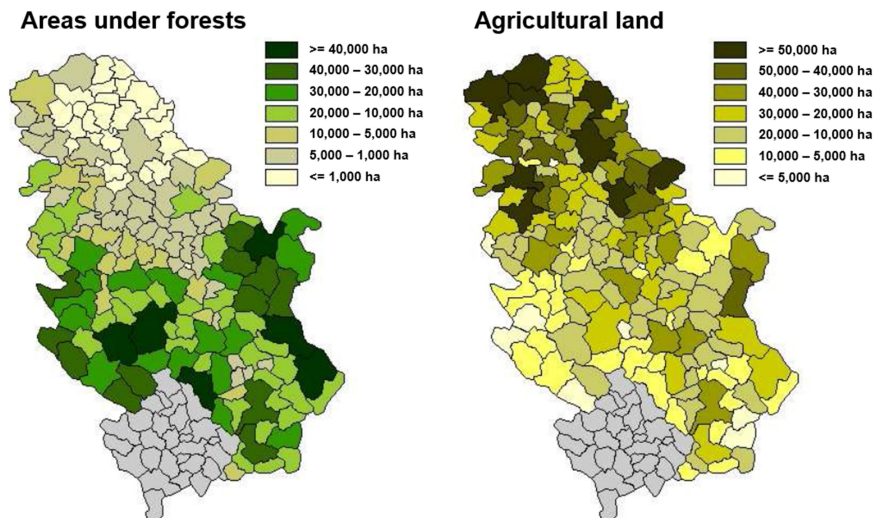 Areas under forests
>= 40,000 ha
40,000 – 30,000 ha
30,000 – 20,000 ha
20,000 – 10,000 ha
10,000 – 5,000 ha
5,000 – 1,000 ha
<= 1,000 ha
Agricultural land
>= 50,000 ha
50,000 – 40,000 ha
40,000 – 30,000 ha
30,000 – 20,000 ha
20,000 – 10,000 ha
10,000 – 5,000 ha
<= 5,000 ha